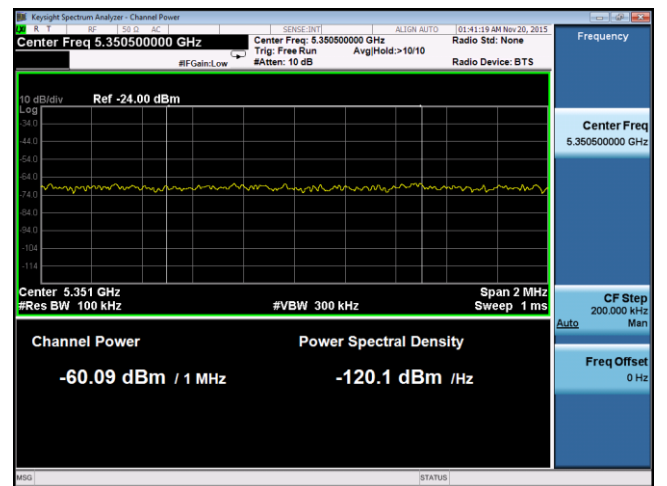 Keysight Spectrum Analyzer - Channel Power
R T RF 50 Ω AC SENSE:INT ALIGN AUTO 01:41:19 AM Nov 20, 2015
Center Freq 5.350500000 GHz
Center Freq: 5.350500000 GHz
Radio Std: None
Trig: Free Run Avg|Hold:>10/10
#IFGain:Low
#Atten: 10 dB
Radio Device: BTS
Frequency
10 dB/div Ref -24.00 dBm
Log
-34.0
-44.0
-54.0
-64.0
-74.0
-84.0
-94.0
-104
-114
Center Freq
5.350500000 GHz
Center 5.351 GHz
Span 2 MHz
#Res BW 100 kHz
#VBW 300 kHz
Sweep 1 ms
CF Step
200.000 kHz
Auto Man
Channel Power
Power Spectral Density
-60.09 dBm / 1 MHz
-120.1 dBm /Hz
Freq Offset
0 Hz
MSG
STATUS